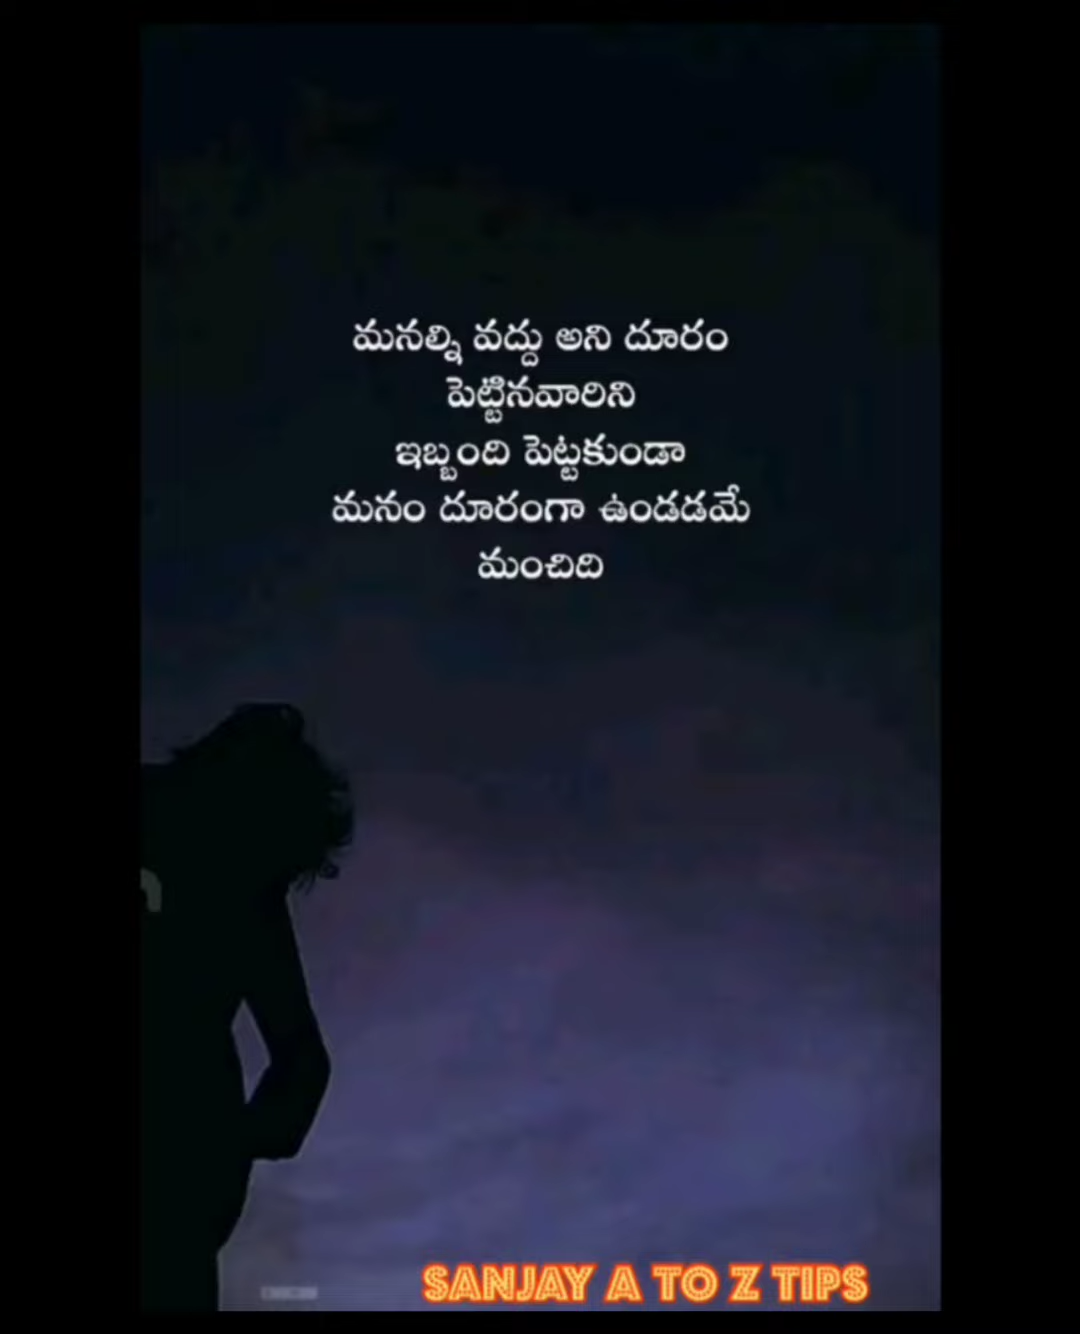 మనల్ని వద్దు అని దూరం
పెట్టినవారిని
ఇబ్బంది పెట్టకుండా
మనం దూరంగా ఉండడమే
మంచిది
SANJAY A TO Z TIPS